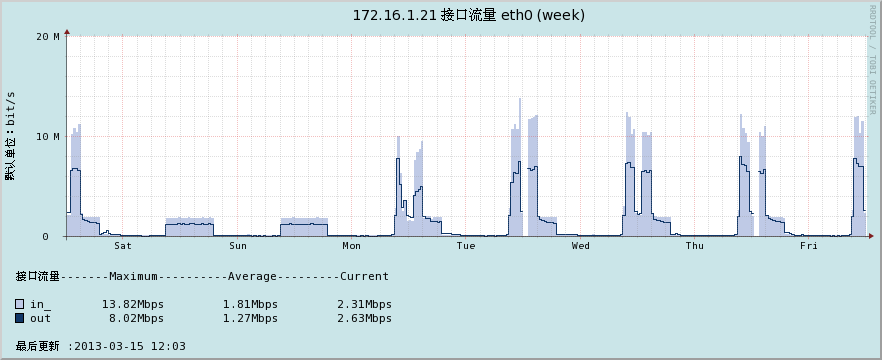 172.16.1.21 接口流量 eth0 (week)
RRDTOOL / TOBI OETIKER
默认单位：bit/s
20 M
10 M
0
Sat Sun Mon Tue Wed Thu Fri
接口流量-------Maximum----------Average---------Current
in_ 13.82Mbps 1.81Mbps 2.31Mbps
out 8.02Mbps 1.27Mbps 2.63Mbps
最后更新 :2013-03-15 12:03